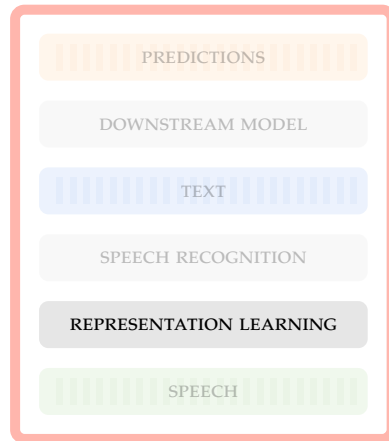 PREDICTIONS
DOWNSTREAM MODEL
TEXT
SPEECH RECOGNITION
REPRESENTATION LEARNING
SPEECH